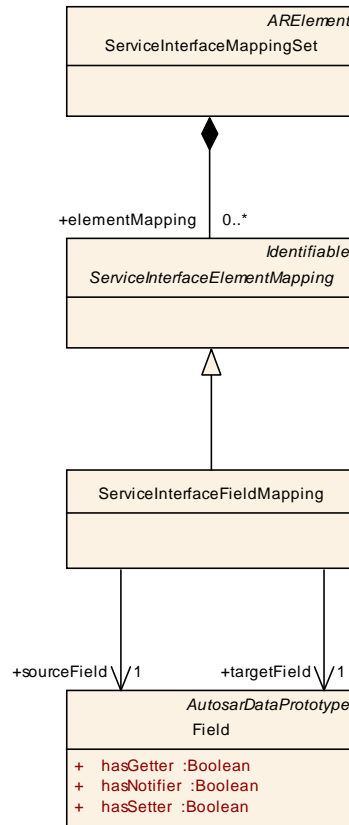 ARElement
ServiceInterfaceMappingSet
+elementMapping 0..*
Identifiable
ServiceInterfaceElementMapping
ServiceInterfaceFieldMapping
+sourceField 1 +targetField 1
AutosarDataPrototype
Field
+ hasGetter :Boolean
+ hasNotifier :Boolean
+ hasSetter :Boolean